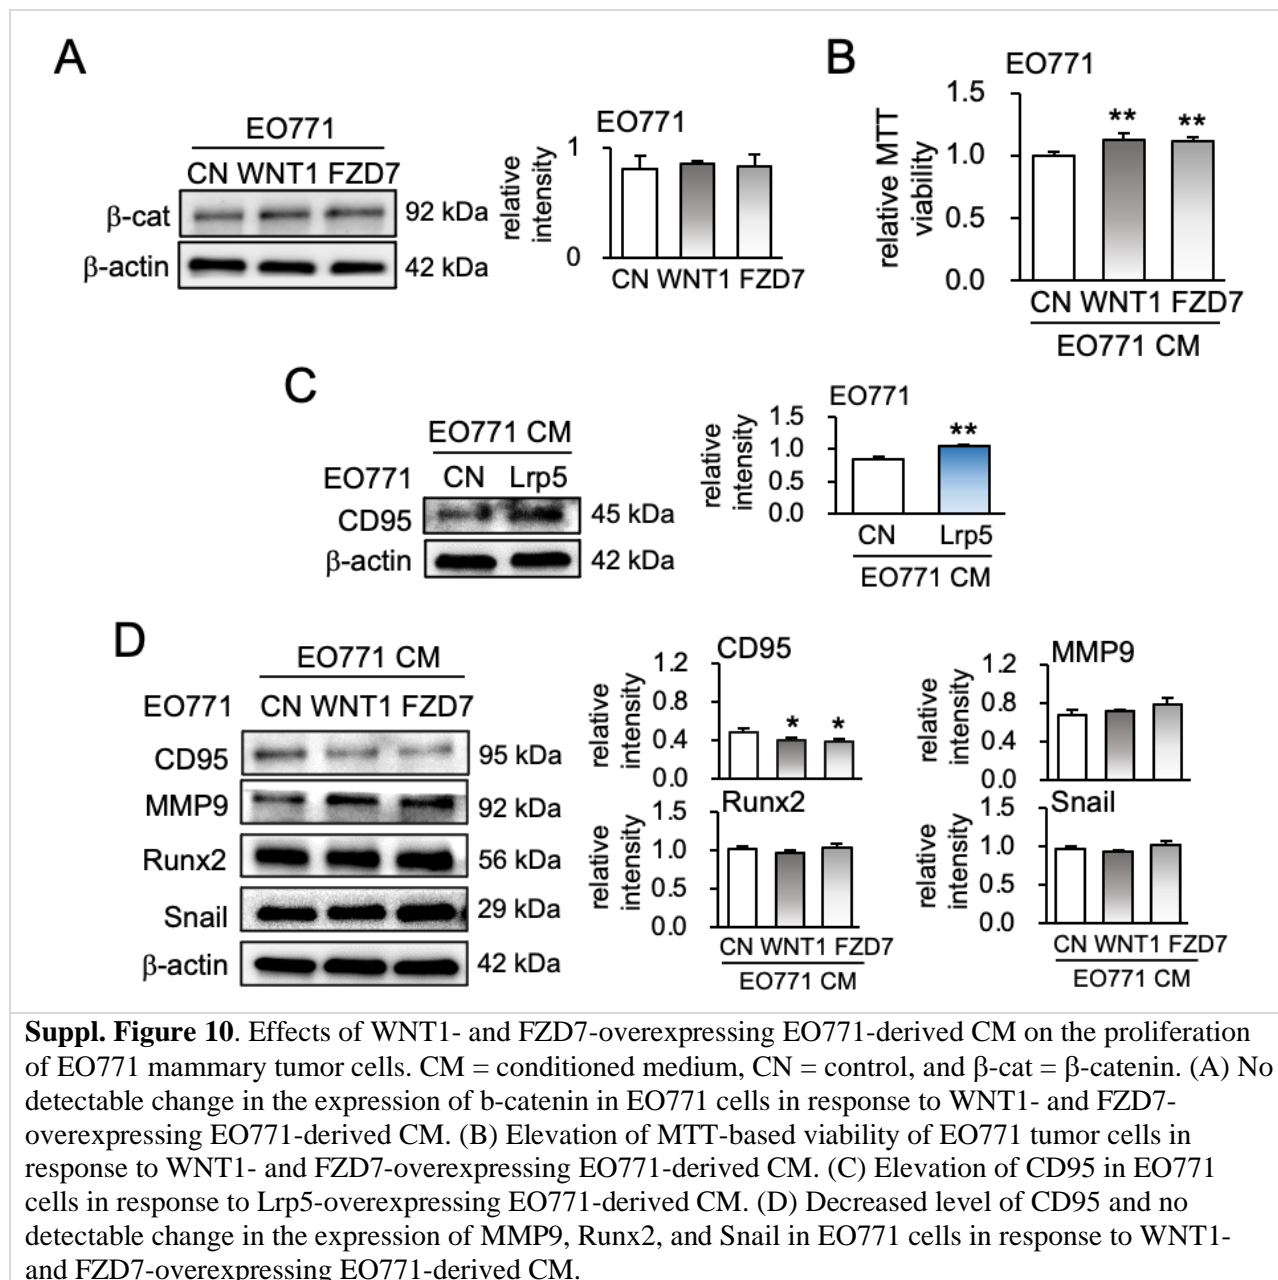 A
EO771
CN WNT1 FZD7
β-cat
92 kDa
β-actin
42 kDa
EO771
relative
intensity
1
0
CN WNT1 FZD7
B
EO771
relative MTT
viability
1.5
1.0
0.5
0.0
** **
CN WNT1 FZD7
EO771 CM
C
EO771 CM
EO771 CN Lrp5
CD95
45 kDa
β-actin
42 kDa
EO771
relative
intensity
1.5
1.0
0.5
0.0
**
CN Lrp5
EO771 CM
D
EO771 CM
EO771 CN WNT1 FZD7
CD95
95 kDa
MMP9
92 kDa
Runx2
56 kDa
Snail
29 kDa
β-actin
42 kDa
CD95
relative
intensity
1.2
0.8
0.4
0.0
* *
MMP9
relative
intensity
1.2
0.8
0.4
0.0
Runx2
relative
intensity
1.5
1.0
0.5
0.0
CN WNT1 FZD7
EO771 CM
Snail
relative
intensity
1.5
1.0
0.5
0.0
CN WNT1 FZD7
EO771 CM
Suppl. Figure 10. Effects of WNT1- and FZD7-overexpressing EO771-derived CM on the proliferation
of EO771 mammary tumor cells. CM = conditioned medium, CN = control, and β-cat = β-catenin. (A) No
detectable change in the expression of b-catenin in EO771 cells in response to WNT1- and FZD7-
overexpressing EO771-derived CM. (B) Elevation of MTT-based viability of EO771 tumor cells in
response to WNT1- and FZD7-overexpressing EO771-derived CM. (C) Elevation of CD95 in EO771
cells in response to Lrp5-overexpressing EO771-derived CM. (D) Decreased level of CD95 and no
detectable change in the expression of MMP9, Runx2, and Snail in EO771 cells in response to WNT1-
and FZD7-overexpressing EO771-derived CM.